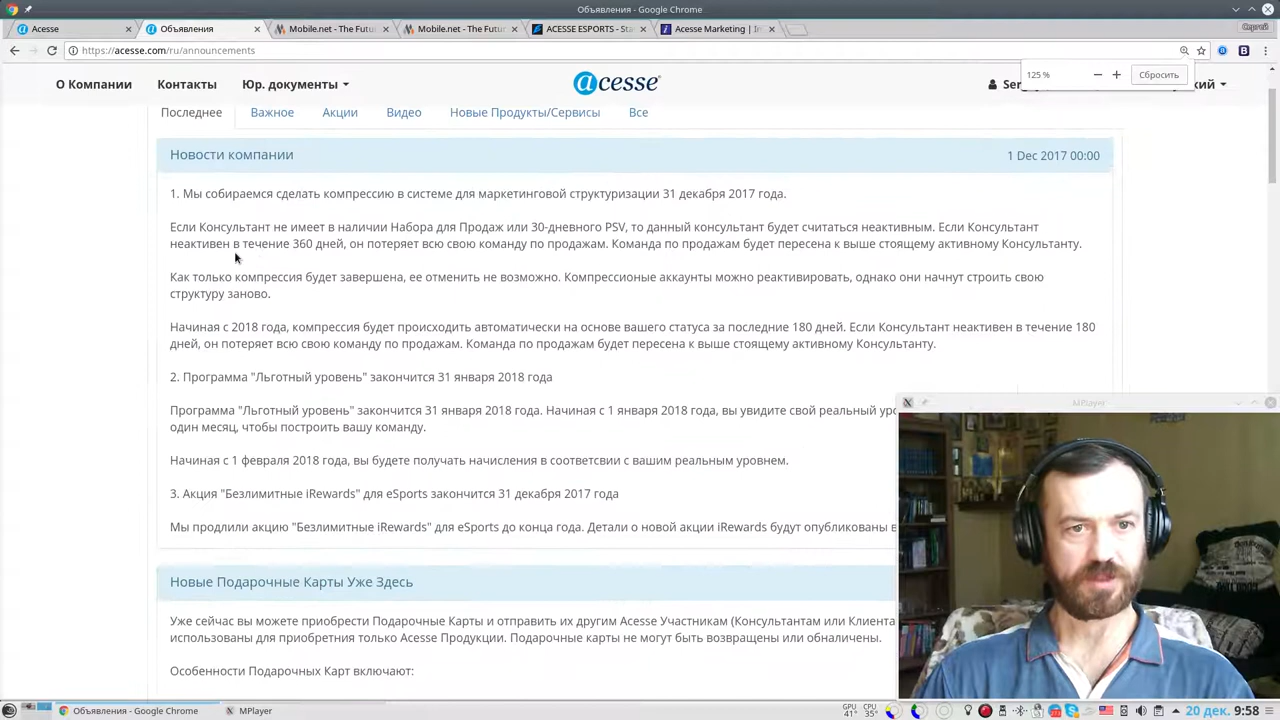 Объявления - Google Chrome
Acesse
Объявления
Mobile.net - The Futu
Mobile.net - The Futu
ACESSE ESPORTS - Sta
Acesse Marketing | In
Сергей
https://acesse.com/ru/announcements
125 %
Сбросить
О Компании
Контакты
Юр. документы
acesse
Последнее
Важное
Акции
Видео
Новые Продукты/Сервисы
Все
Новости компании
1 Dec 2017 00:00
1. Мы собираемся сделать компрессию в системе для маркетинговой структуризации 31 декабря 2017 года.
Если Консультант не имеет в наличии Набора для Продаж или 30-дневного PSV, то данный консультант будет считаться неактивным. Если Консультант
неактивен в течение 360 дней, он потеряет всю свою команду по продажам. Команда по продажам будет пересена к выше стоящему активному Консультанту.
Как только компрессия будет завершена, ее отменить не возможно. Компрессионые аккаунты можно реактивировать, однако они начнут строить свою
структуру заново.
Начиная с 2018 года, компрессия будет происходить автоматически на основе вашего статуса за последние 180 дней. Если Консультант неактивен в течение 180
дней, он потеряет всю свою команду по продажам. Команда по продажам будет пересена к выше стоящему активному Консультанту.
2. Программа "Льготный уровень" закончится 31 января 2018 года
Программа "Льготный уровень" закончится 31 января 2018 года. Начиная с 1 января 2018 года, вы увидите свой реальный
один месяц, чтобы построить вашу команду.
Начиная с 1 февраля 2018 года, вы будете получать начисления в соответсвии с вашим реальным уровнем.
3. Акция "Безлимитные iRewards" для eSports закончится 31 декабря 2017 года
Мы продлили акцию "Безлимитные iRewards" для eSports до конца года. Детали о новой акции iRewards будут опубликованы в
Новые Подарочные Карты Уже Здесь
Уже сейчас вы можете приобрести Подарочные Карты и отправить их другим Acesse Участникам (Консультантам или Клиента
использованы для приобретния только Acesse Продукции. Подарочные карты не могут быть возвращены или обналичены.
Особенности Подарочных Карт включают:
MPlayer
Объявления - Google Chrome
MPlayer
GPU
41°
CPU
35°
20 дек.
9:58